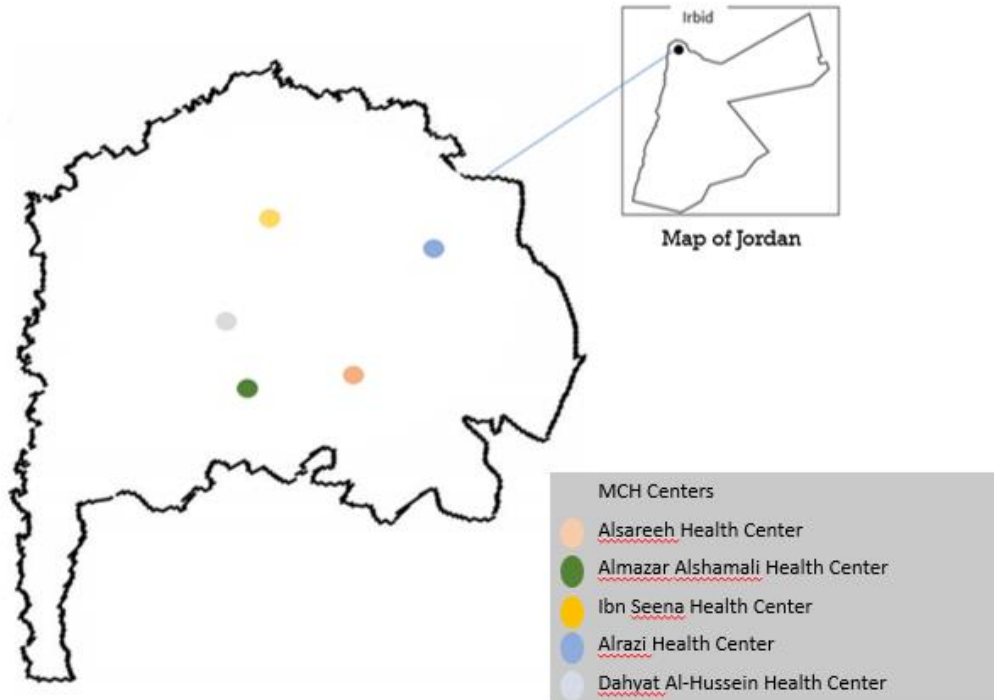 Irbid
Map of Jordan
MCH Centers
Alsareeh Health Center
Almazar Alshamali Health Center
Ibn Seena Health Center
Alrazi Health Center
Dahyat Al-Hussein Health Center